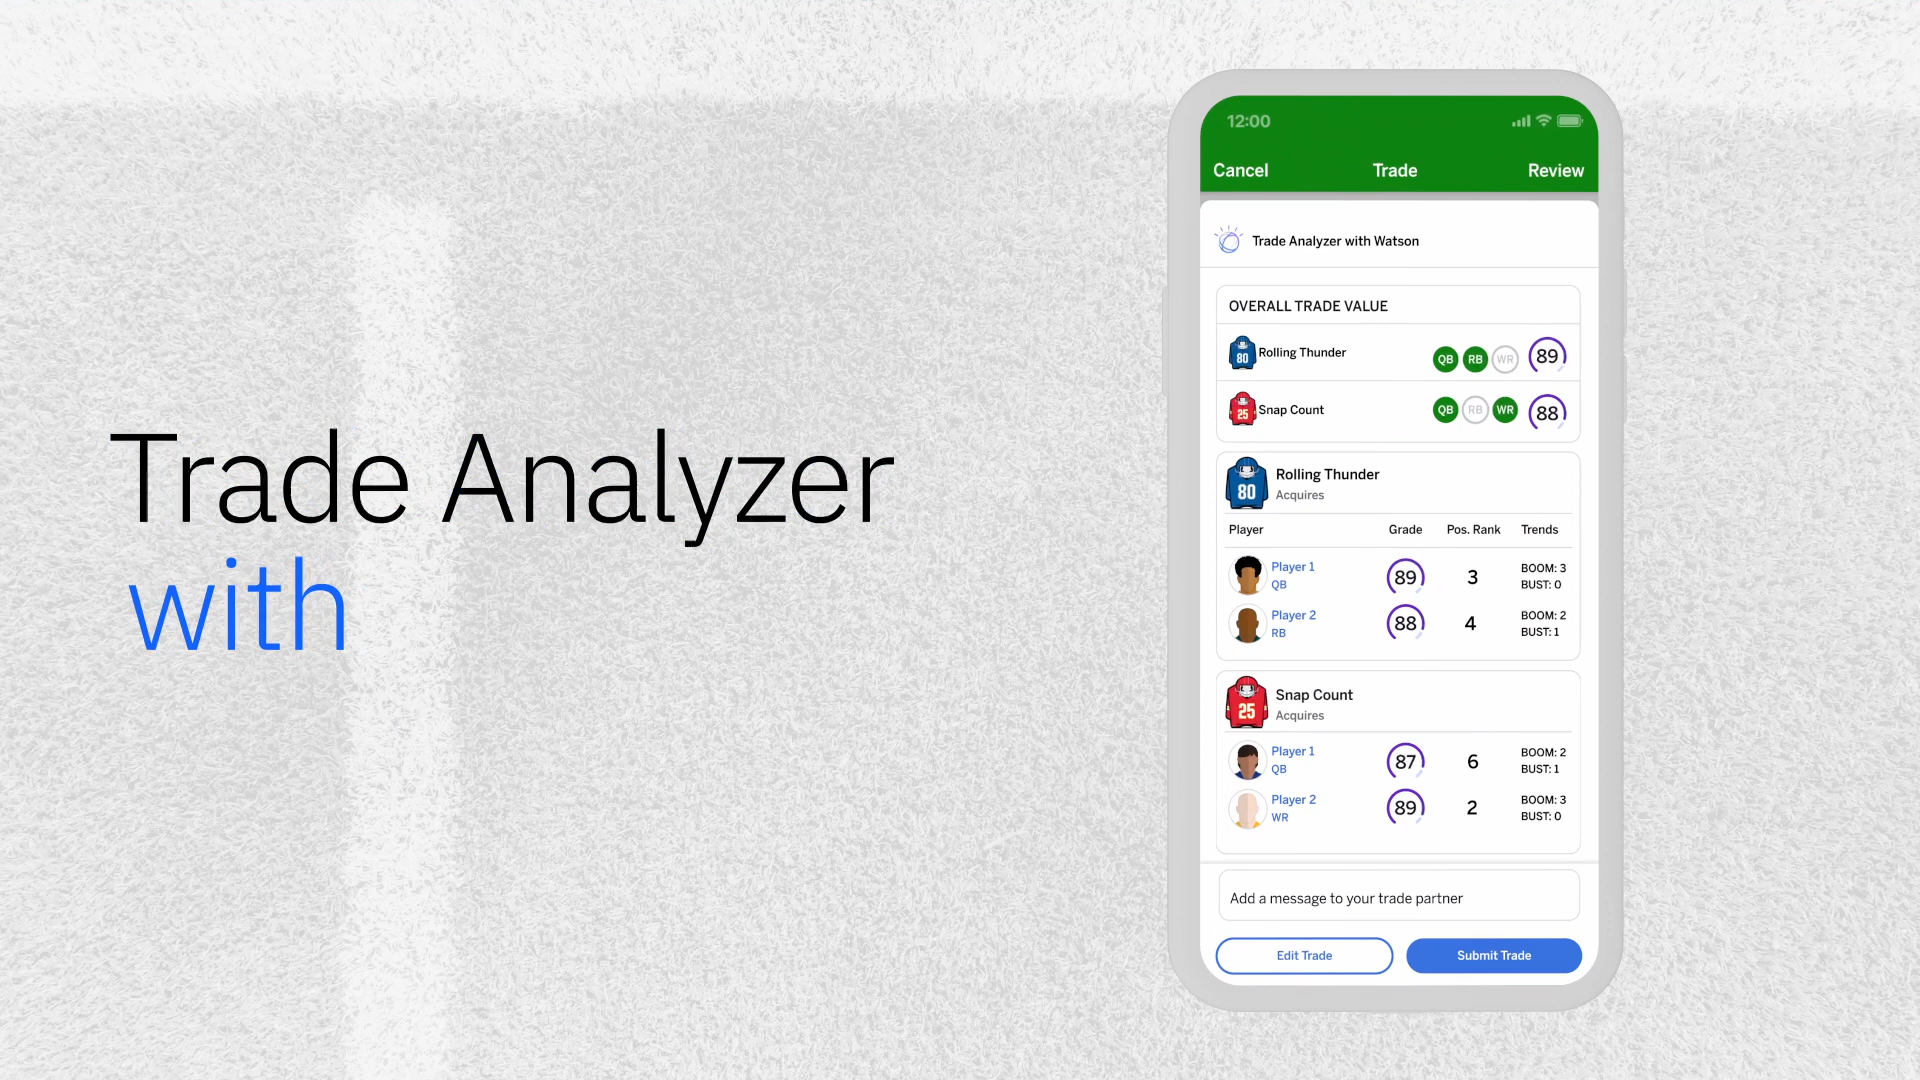 Trade Analyzer
with
12:00
Cancel Trade Review
Trade Analyzer with Watson
OVERALL TRADE VALUE
80 Rolling Thunder QB RB WR 89
25 Snap Count QB RB WR 88
80 Rolling Thunder
Acquires
Player Grade Pos. Rank Trends
Player 1 89 3 BOOM: 3
QB BUST: 0
Player 2 88 4 BOOM: 2
RB BUST: 1
25 Snap Count
Acquires
Player 1 87 6 BOOM: 2
QB BUST: 1
Player 2 89 2 BOOM: 3
WR BUST: 0
Add a message to your trade partner
Edit Trade Submit Trade